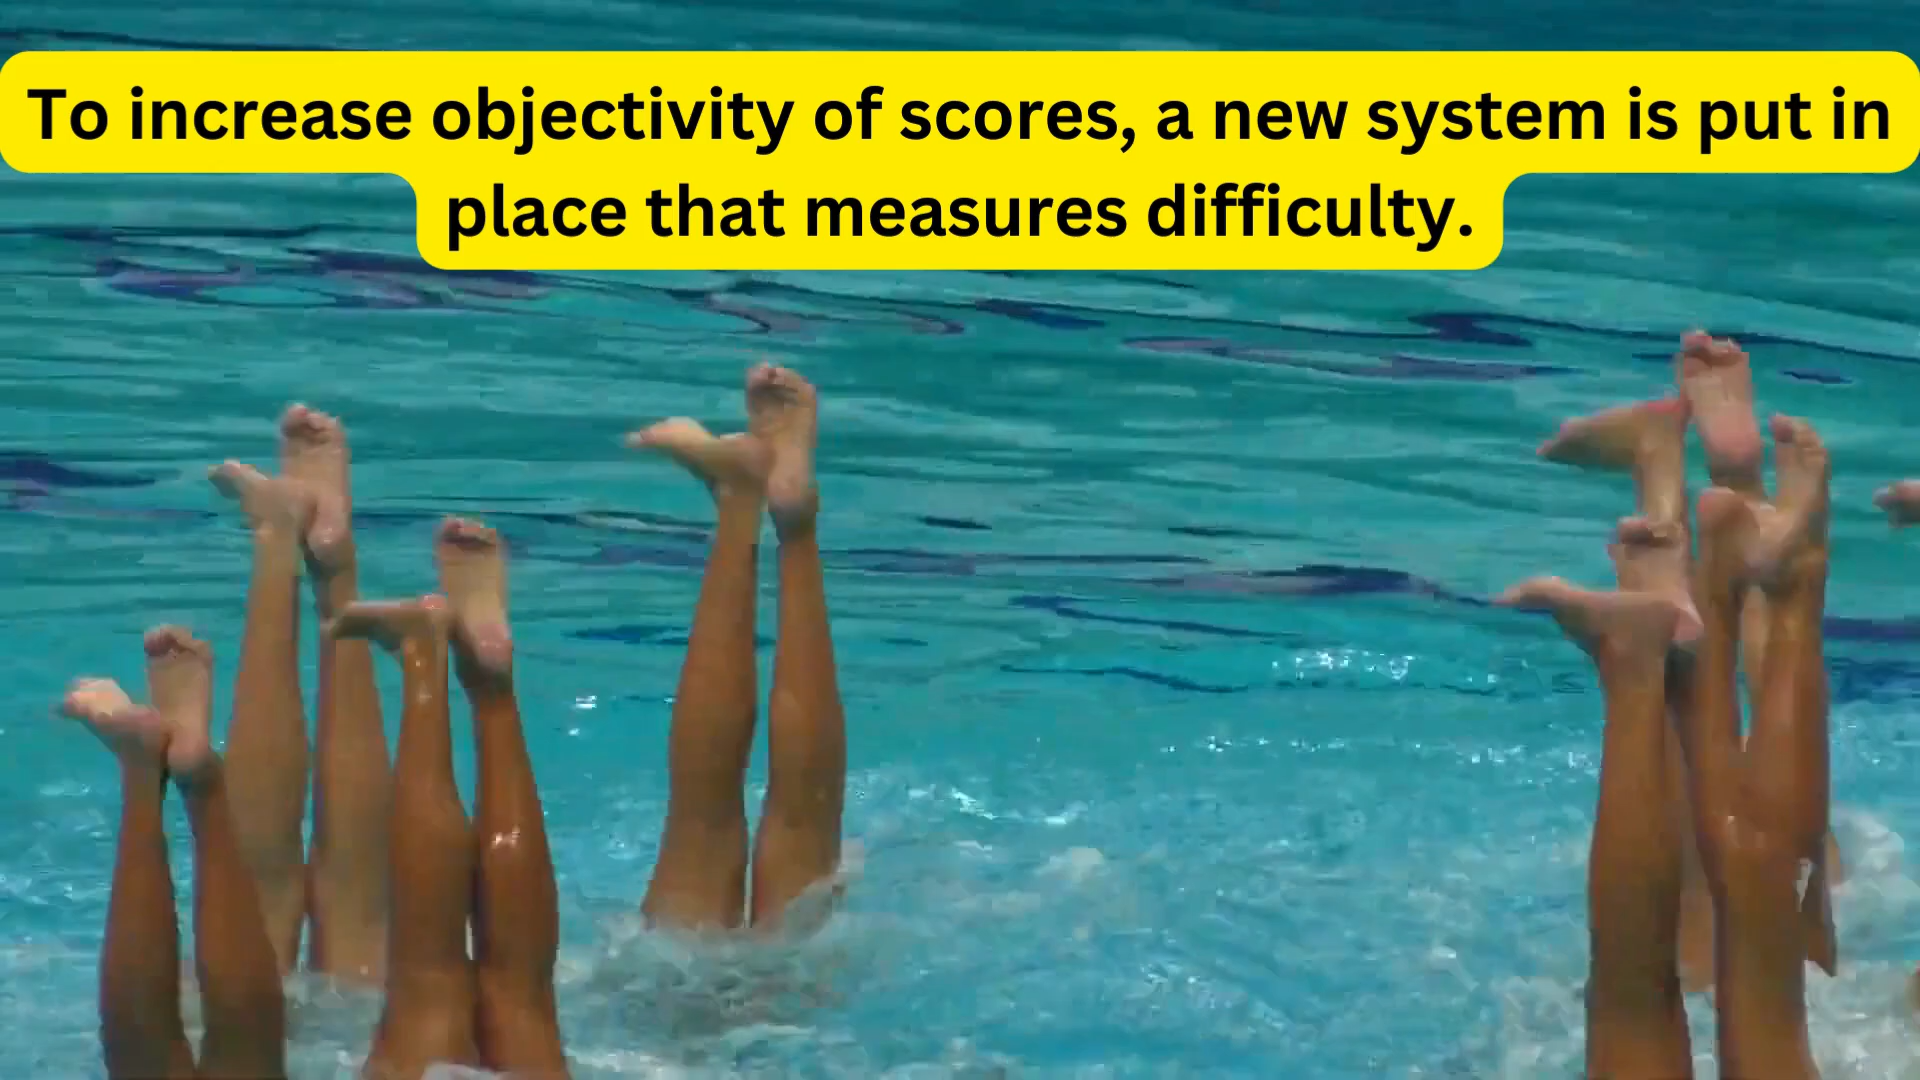 To increase objectivity of scores, a new system is put in
place that measures difficulty.